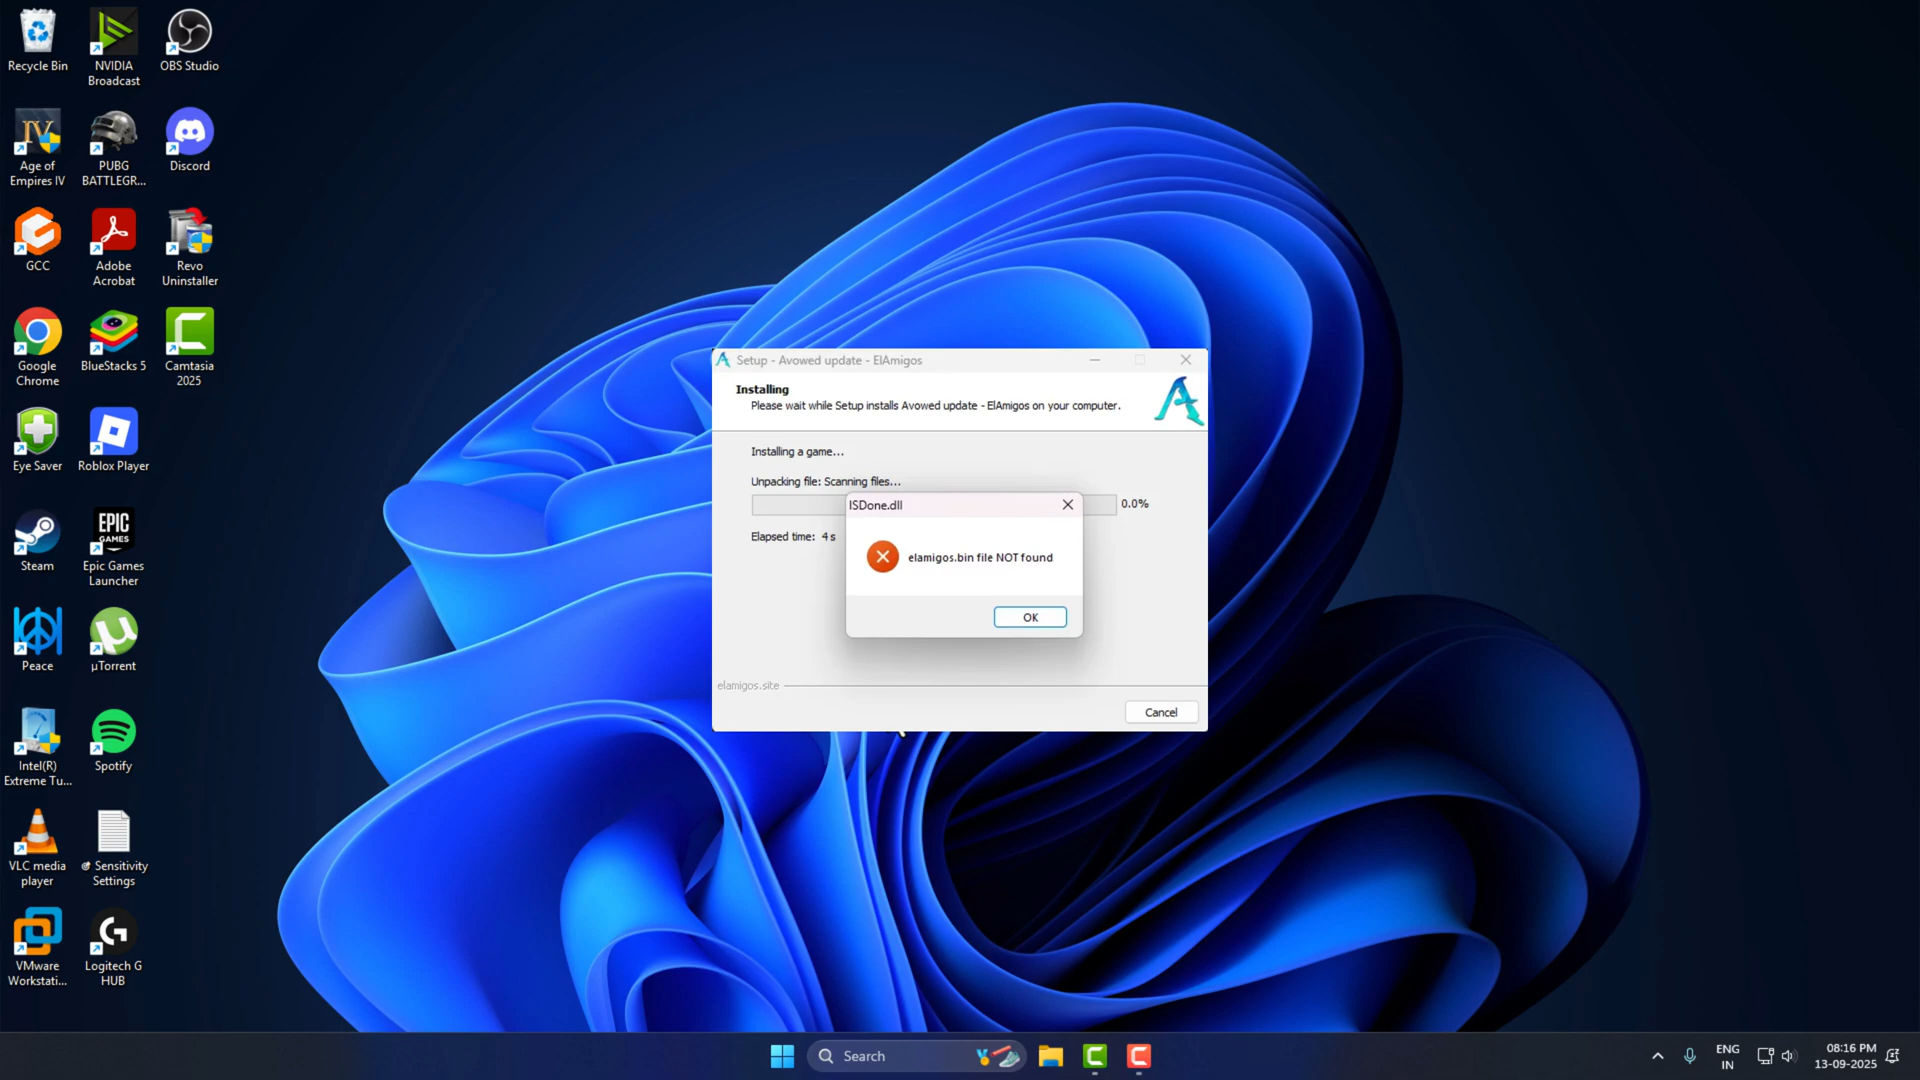 Recycle Bin
NVIDIA
Broadcast
OBS Studio
Age of
Empires IV
PUBG
BATTLEGR...
Discord
GCC
Adobe
Acrobat
Revo
Uninstaller
Google
Chrome
BlueStacks 5
Camtasia
2025
Eye Saver
Roblox Player
Steam
EPIC
GAMES
Epic Games
Launcher
Peace
µTorrent
Intel(R)
Extreme Tu...
Spotify
VLC media
player
Sensitivity
Settings
VMware
Workstati...
Logitech G
HUB
Setup - Avowed update - ElAmigos
Installing
Please wait while Setup installs Avowed update - ElAmigos on your computer.
Installing a game...
Unpacking file: Scanning files...
0.0%
Elapsed time: 4 s
ISDone.dll
elamigos.bin file NOT found
OK
elamigos.site
Cancel
Search
ENG
IN
08:16 PM
13-09-2025